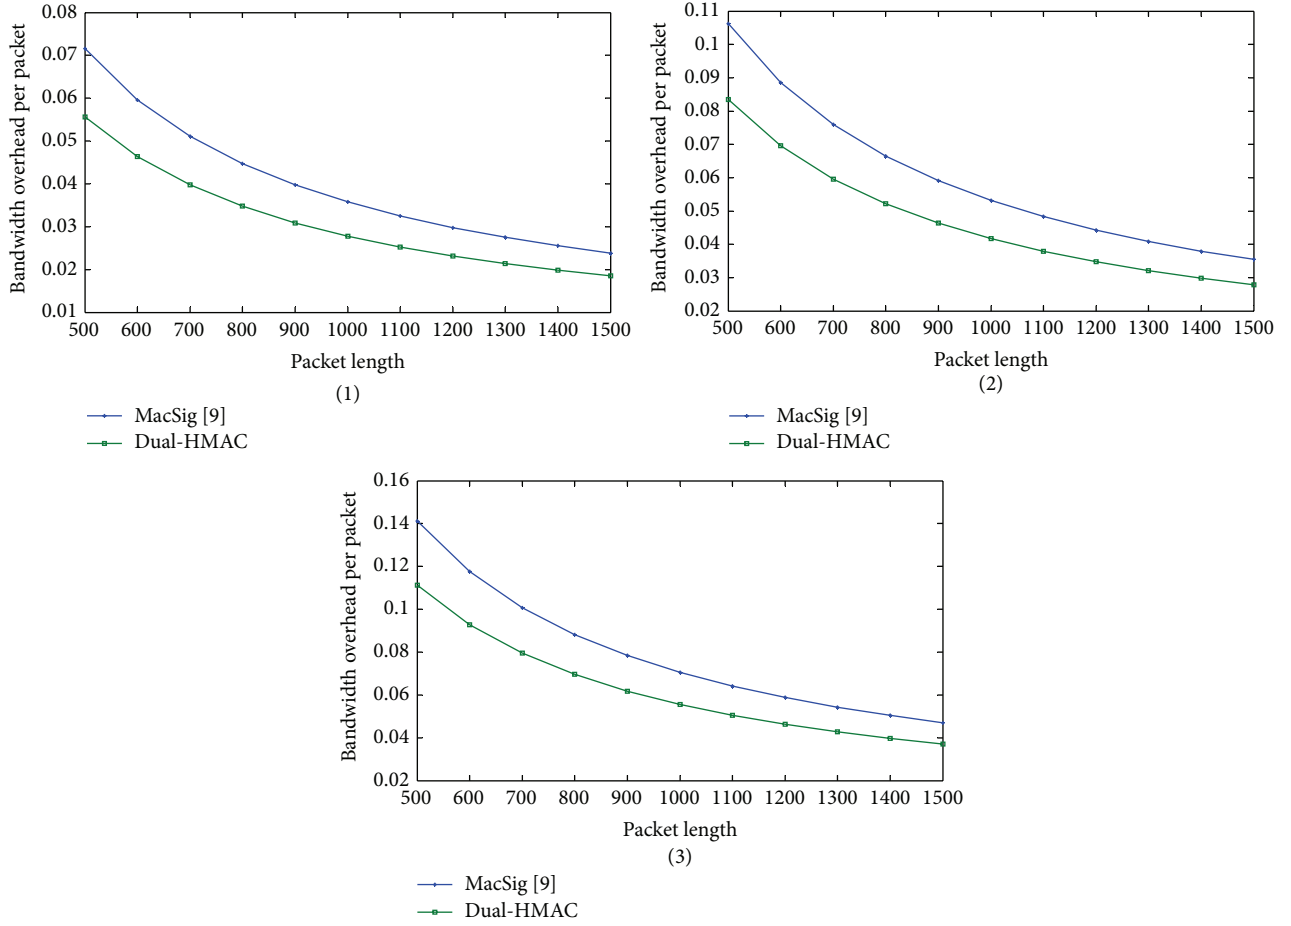 0.08
0.07
0.06
0.05
0.04
0.03
0.02
0.01
Bandwidth overhead per packet
500 600 700 800 900 1000 1100 1200 1300 1400 1500
Packet length
(1)
MacSig [9]
Dual-HMAC
0.11
0.1
0.09
0.08
0.07
0.06
0.05
0.04
0.03
0.02
Bandwidth overhead per packet
500 600 700 800 900 1000 1100 1200 1300 1400 1500
Packet length
(2)
MacSig [9]
Dual-HMAC
0.16
0.14
0.12
0.1
0.08
0.06
0.04
0.02
Bandwidth overhead per packet
500 600 700 800 900 1000 1100 1200 1300 1400 1500
Packet length
(3)
MacSig [9]
Dual-HMAC